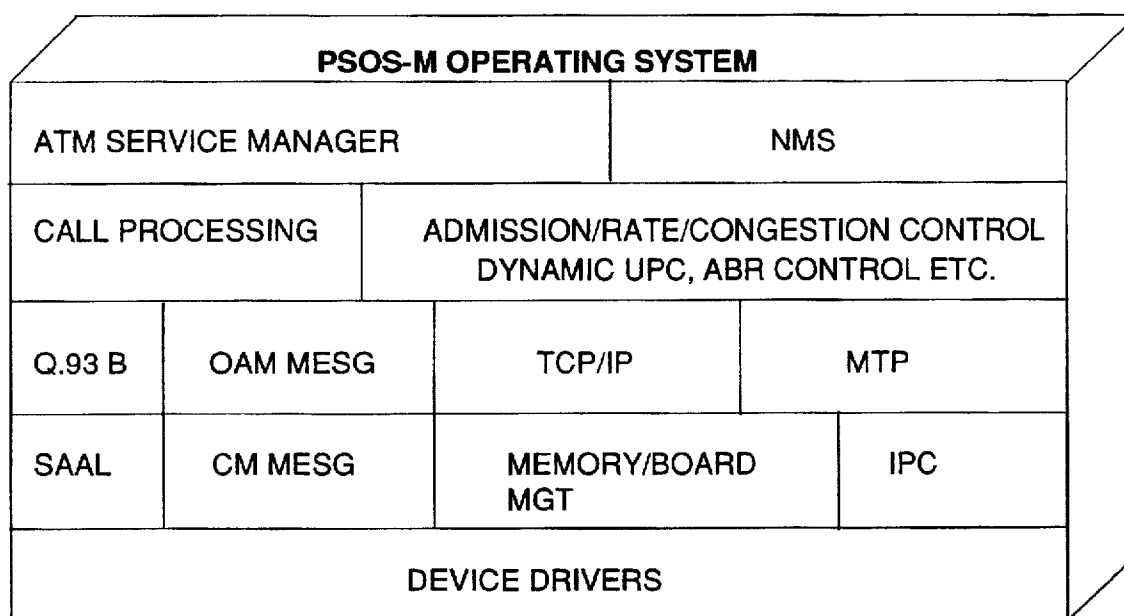 PSOS-M OPERATING SYSTEM
ATM SERVICE MANAGER
NMS
CALL PROCESSING
ADMISSION/RATE/CONGESTION CONTROL
DYNAMIC UPC, ABR CONTROL ETC.
Q.93 B
OAM MESG
TCP/IP
MTP
SAAL
CM MESG
MEMORY/BOARD
MGT
IPC
DEVICE DRIVERS